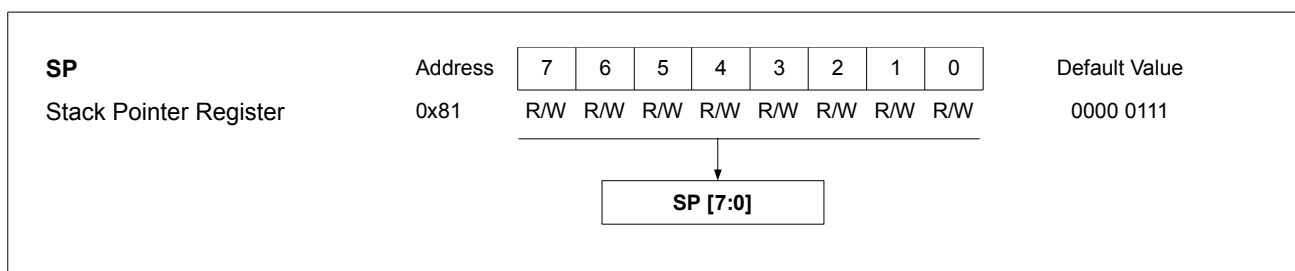 SP Address 7 6 5 4 3 2 1 0 Default Value
Stack Pointer Register 0x81 R/W R/W R/W R/W R/W R/W R/W R/W 0000 0111
SP [7:0]